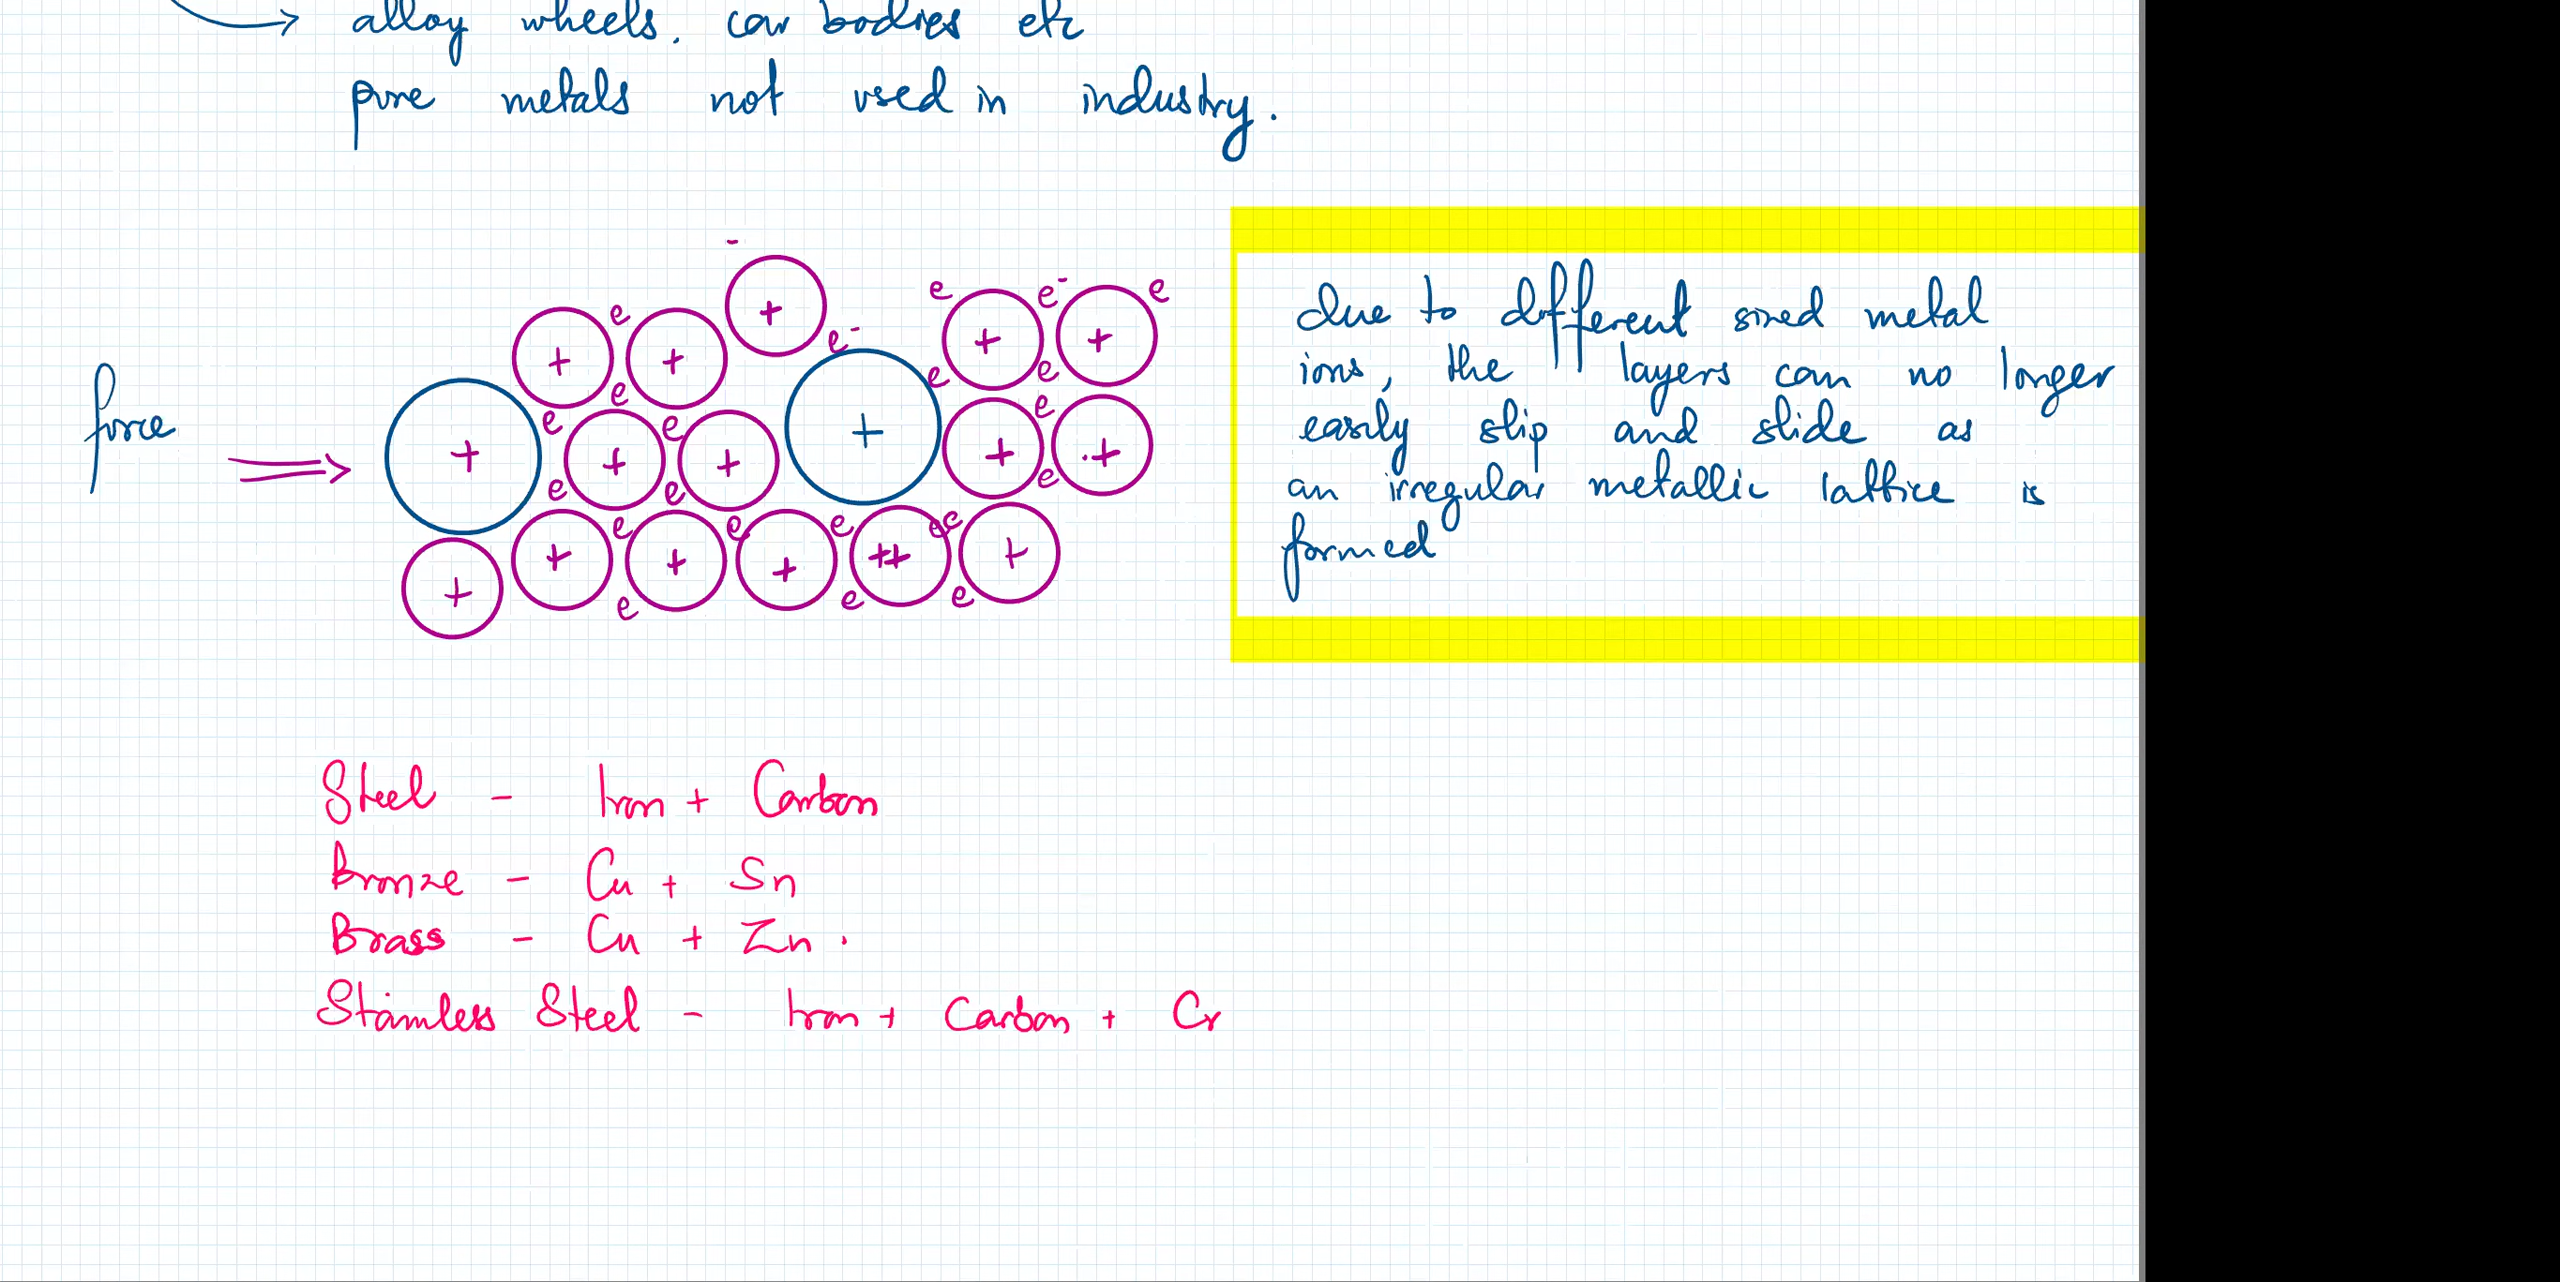 alloy wheels. car bodies etc
pure metals not used in industry.
-
+
e e e⁻ e
+ + + +
e⁻
force
e e e
+ + e e + + + + .+
e e e
+ + + + ++ +
e e e e e e
+
e e e
due to different sized metal
ions, the layers can no longer
easily slip and slide as
an irregular metallic lattice is
formed
Steel - Iron + Carbon
Bronze - Cu + Sn
Brass - Cu + Zn .
Stainless Steel - Iron + Carbon + Cr